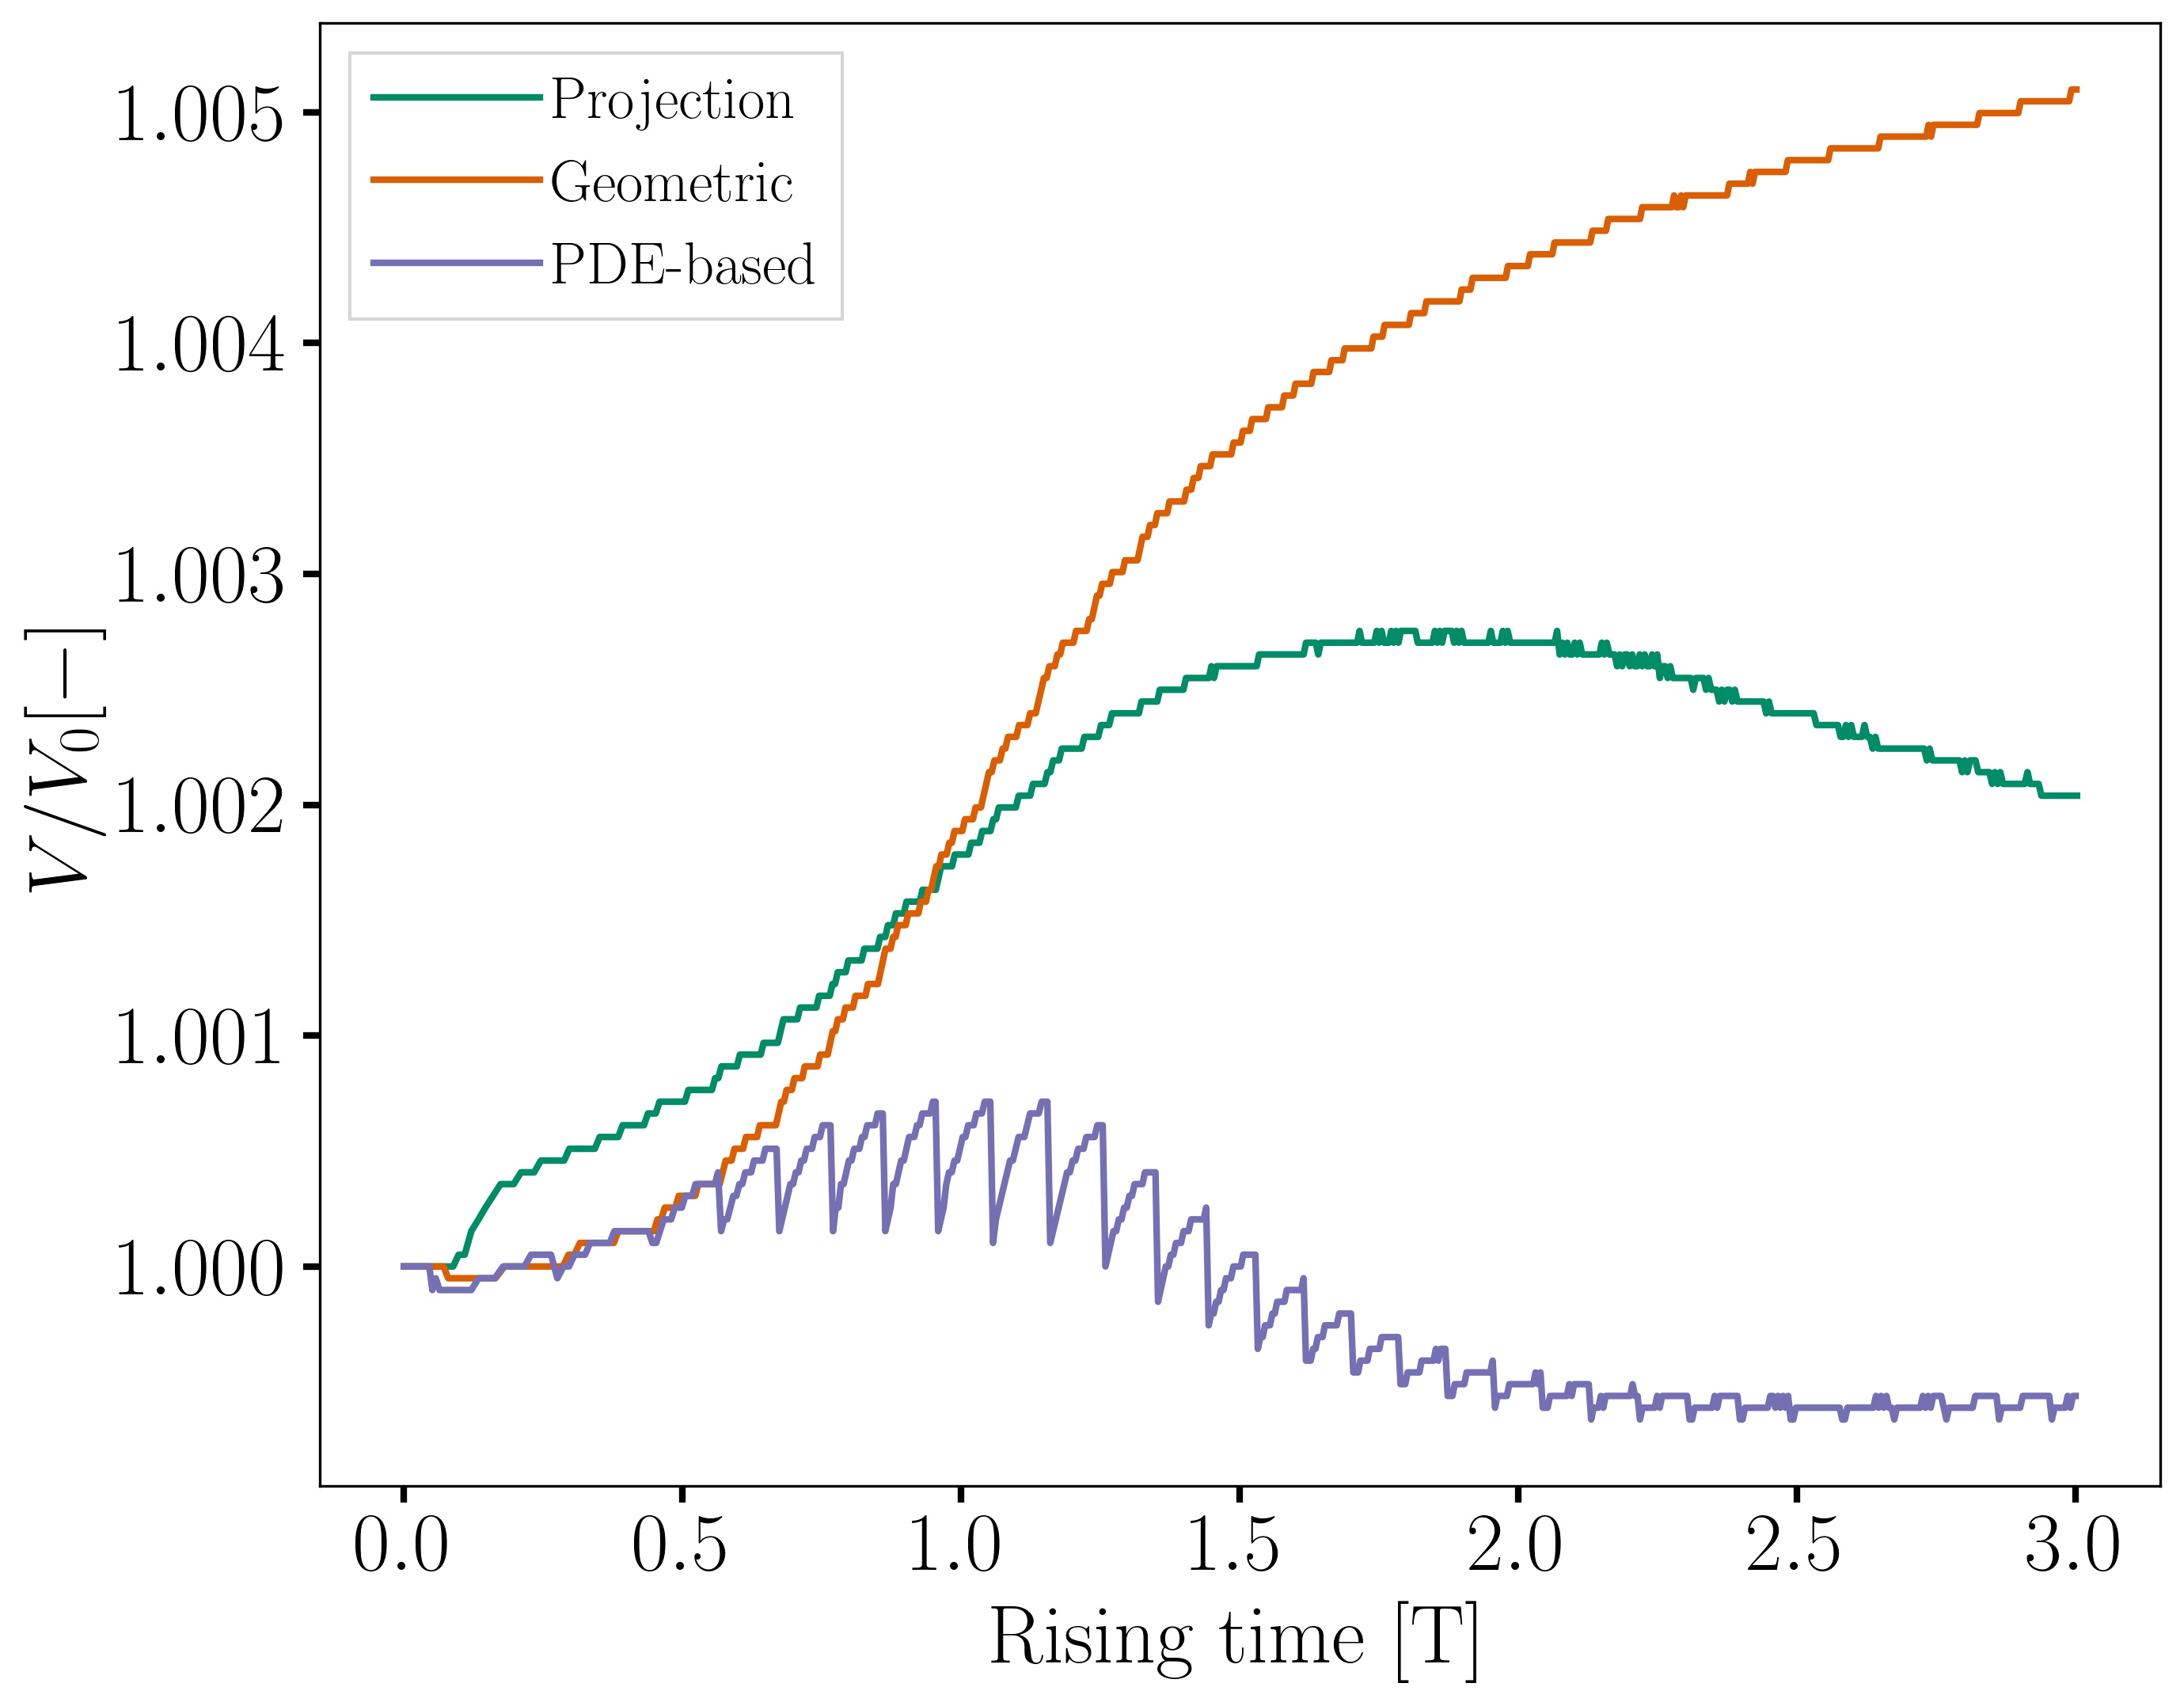 Projection
Geometric
PDE-based
1.005
1.004
1.003
1.002
1.001
1.000
V/V₀[−]
0.0 0.5 1.0 1.5 2.0 2.5 3.0
Rising time [T]